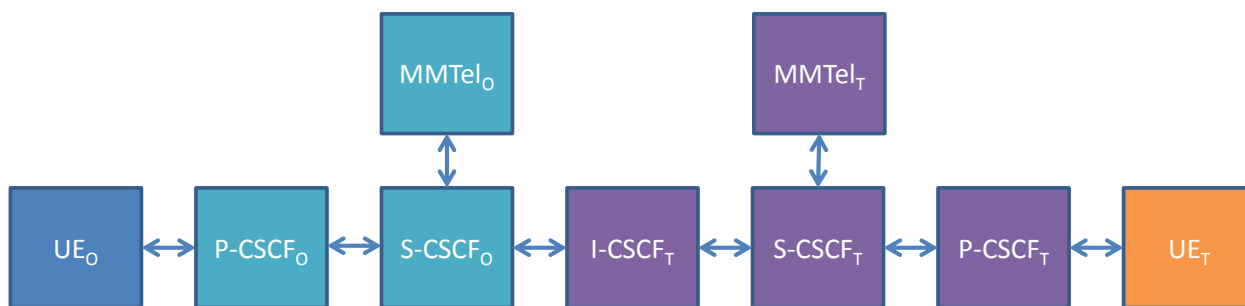 MMTelO
MMTelT
UEO
P-CSCFO
S-CSCFO
I-CSCFT
S-CSCFT
P-CSCFT
UET